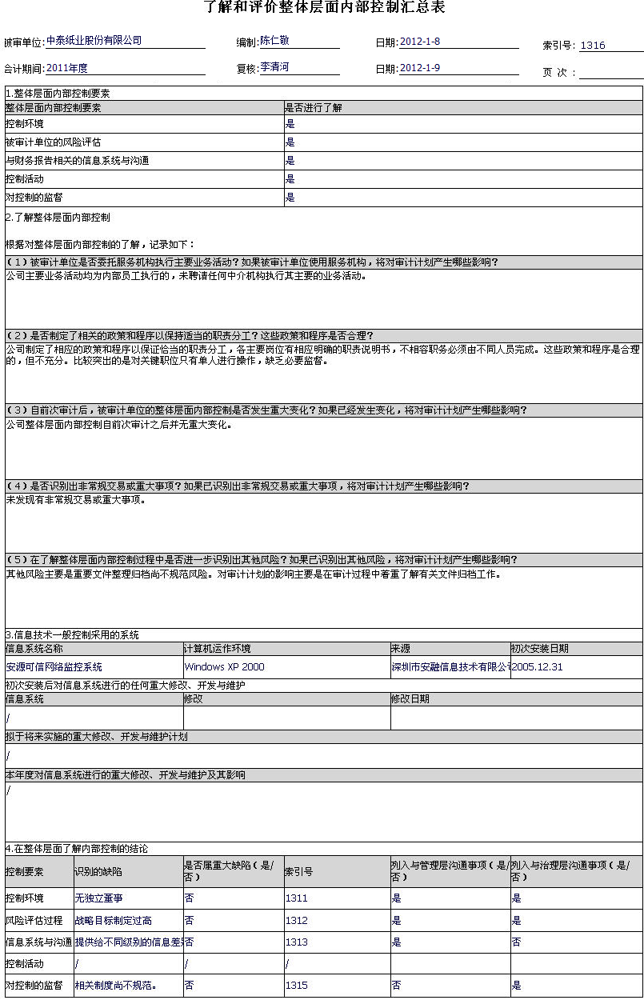 了解和评价整体层面内部控制汇总表
被审单位: 中泰纸业股份有限公司 编制: 陈仁敬 日期: 2012-1-8 索引号: 1316
会计期间: 2011年度 复核: 李清河 日期: 2012-1-9 页 次 :
1.整体层面内部控制要素
整体层面内部控制要素 是否进行了解
控制环境 是
被审计单位的风险评估 是
与财务报告相关的信息系统与沟通 是
控制活动 是
对控制的监督 是
2.了解整体层面内部控制
根据对整体层面内部控制的了解，记录如下：
（1）被审计单位是否委托服务机构执行主要业务活动？如果被审计单位使用服务机构，将对审计计划产生哪些影响？
公司主要业务活动均为内部员工执行的，未聘请任何中介机构执行其主要的业务活动。
（2）是否制定了相关的政策和程序以保持适当的职责分工？这些政策和程序是否合理？
公司制定了相应的政策和程序以保证恰当的职责分工，各主要岗位有相应明确的职责说明书，不相容职务必须由不同人员完成。这些政策和程序是合理
的，但不充分。比较突出的是对关键职位只有单人进行操作，缺乏必要监督。
（3）自前次审计后，被审计单位的整体层面内部控制是否发生重大变化？如果已经发生变化，将对审计计划产生哪些影响？
公司整体层面内部控制自前次审计之后并无重大变化。
（4）是否识别出非常规交易或重大事项？如果已识别出非常规交易或重大事项，将对审计计划产生哪些影响？
未发现有非常规交易或重大事项。
（5）在了解整体层面内部控制过程中是否进一步识别出其他风险？如果已识别出其他风险，将对审计计划产生哪些影响？
其他风险主要是重要文件整理归档尚不规范风险。对审计计划的影响主要是在审计过程中着重了解有关文件归档工作。
3.信息技术一般控制采用的系统
信息系统名称 计算机运作环境 来源 初次安装日期
安源可信网络监控系统 Windows XP 2000 深圳市安融信息技术有限公司 2005.12.31
初次安装后对信息系统进行的任何重大修改、开发与维护
信息系统 修改 修改日期
/
拟于将来实施的重大修改、开发与维护计划
/
本年度对信息系统进行的重大修改、开发与维护及其影响
/
4.在整体层面了解内部控制的结论
控制要素 识别的缺陷 是否属重大缺陷（是/否） 索引号 列入与管理层沟通事项（是/否） 列入与治理层沟通事项（是/否）
控制环境 无独立董事 否 1311 是 是
风险评估过程 战略目标制定过高 否 1312 是 是
信息系统与沟通 提供给不同级别的信息差别 否 1313 是 否
控制活动 / / /
对控制的监督 相关制度尚不规范。 否 1315 否 是